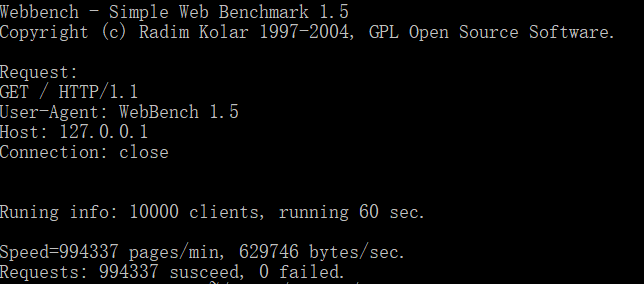 Webbench - Simple Web Benchmark 1.5
Copyright (c) Radim Kolar 1997-2004, GPL Open Source Software.
Request:
GET / HTTP/1.1
User-Agent: WebBench 1.5
Host: 127.0.0.1
Connection: close
Runing info: 10000 clients, running 60 sec.
Speed=994337 pages/min, 629746 bytes/sec.
Requests: 994337 susceed, 0 failed.